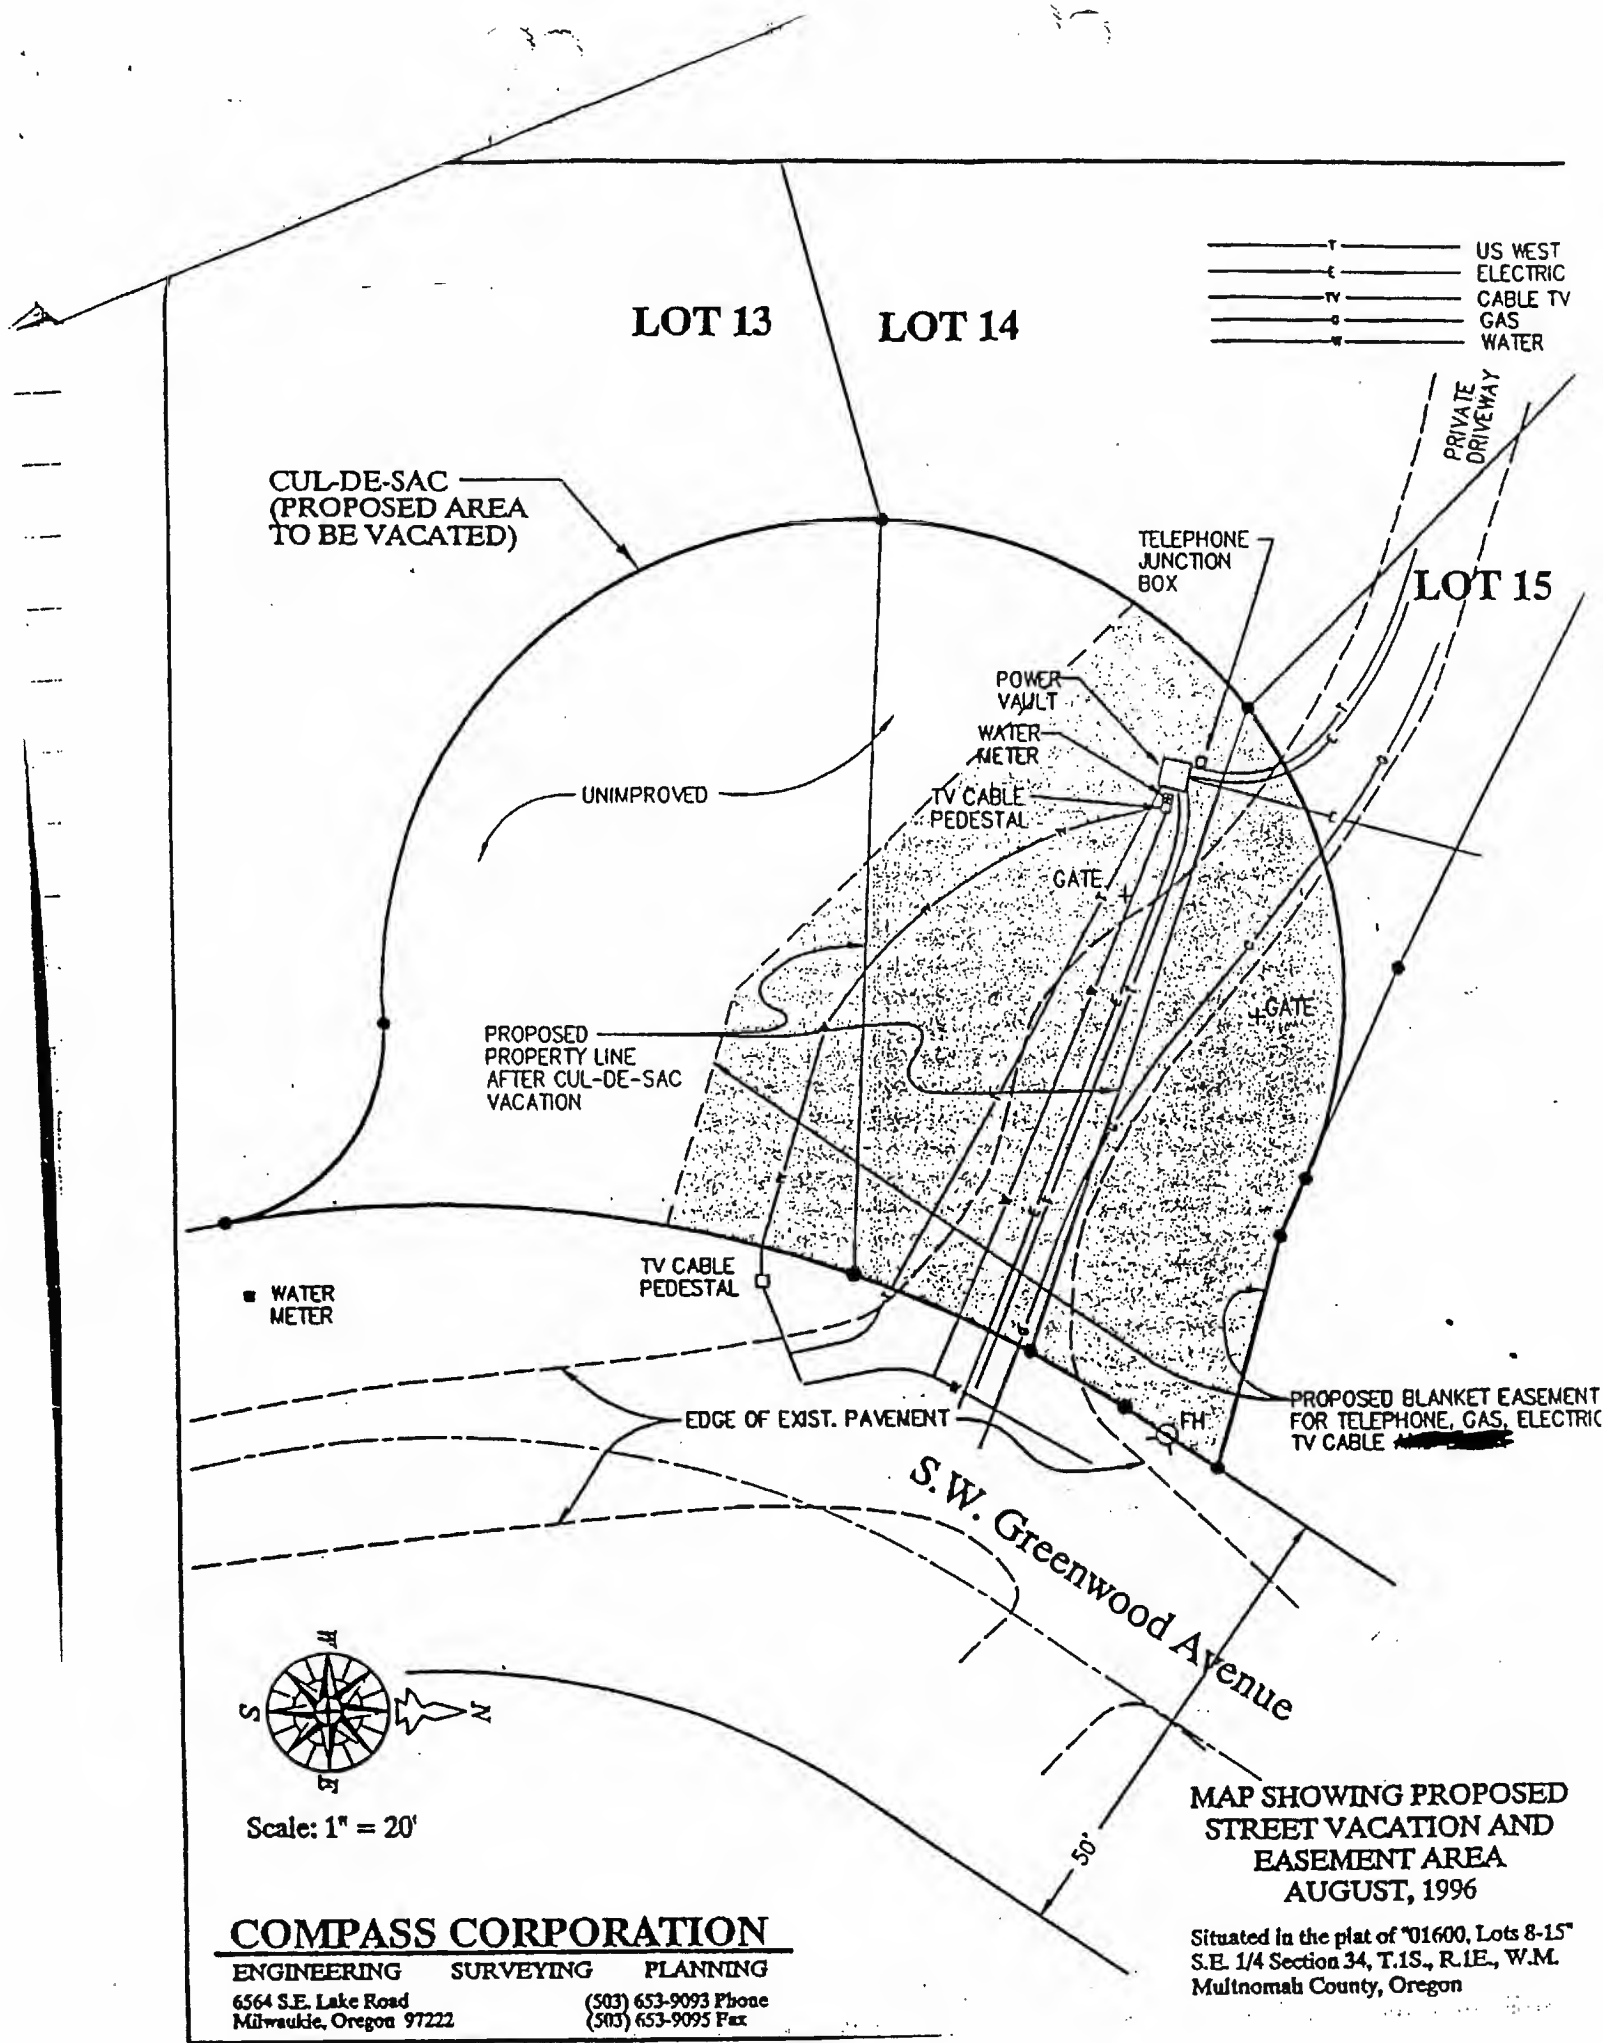 US WEST
ELECTRIC
CABLE TV
GAS
WATER
T
E
TV
G
W
LOT 13
LOT 14
PRIVATE
DRIVEWAY
CUL-DE-SAC
(PROPOSED AREA
TO BE VACATED)
TELEPHONE
JUNCTION
BOX
LOT 15
POWER
VAULT
WATER
METER
UNIMPROVED
TV CABLE
PEDESTAL
GATE
GATE
PROPOSED
PROPERTY LINE
AFTER CUL-DE-SAC
VACATION
TV CABLE
PEDESTAL
WATER
METER
EDGE OF EXIST. PAVEMENT
FH
PROPOSED BLANKET EASEMENT
FOR TELEPHONE, GAS, ELECTRIC
TV CABLE
S.W. Greenwood Avenue
W
S
N
E
Scale: 1" = 20'
50'
MAP SHOWING PROPOSED
STREET VACATION AND
EASEMENT AREA
AUGUST, 1996
Situated in the plat of "01600, Lots 8-15"
S.E. 1/4 Section 34, T.1S., R.1E., W.M.
Multnomah County, Oregon
COMPASS CORPORATION
ENGINEERING SURVEYING PLANNING
6564 S.E. Lake Road (503) 653-9093 Phone
Milwaukie, Oregon 97222 (503) 653-9095 Fax